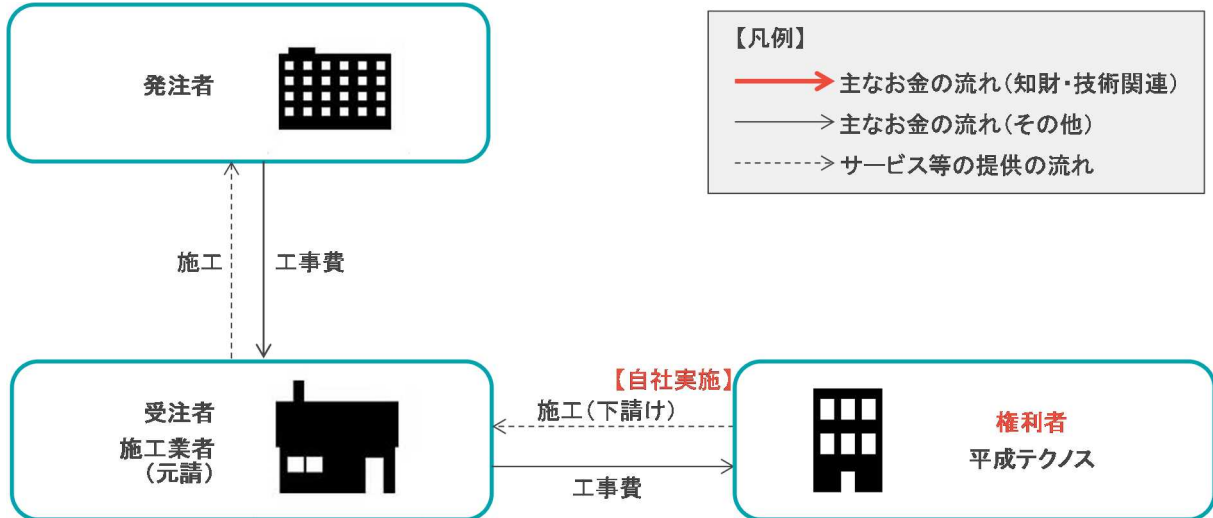 発注者
【凡例】
主なお金の流れ(知財・技術関連)
主なお金の流れ(その他)
サービス等の提供の流れ
施工
工事費
受注者
施工業者
(元請)
【自社実施】
施工(下請け)
工事費
権利者
平成テクノス